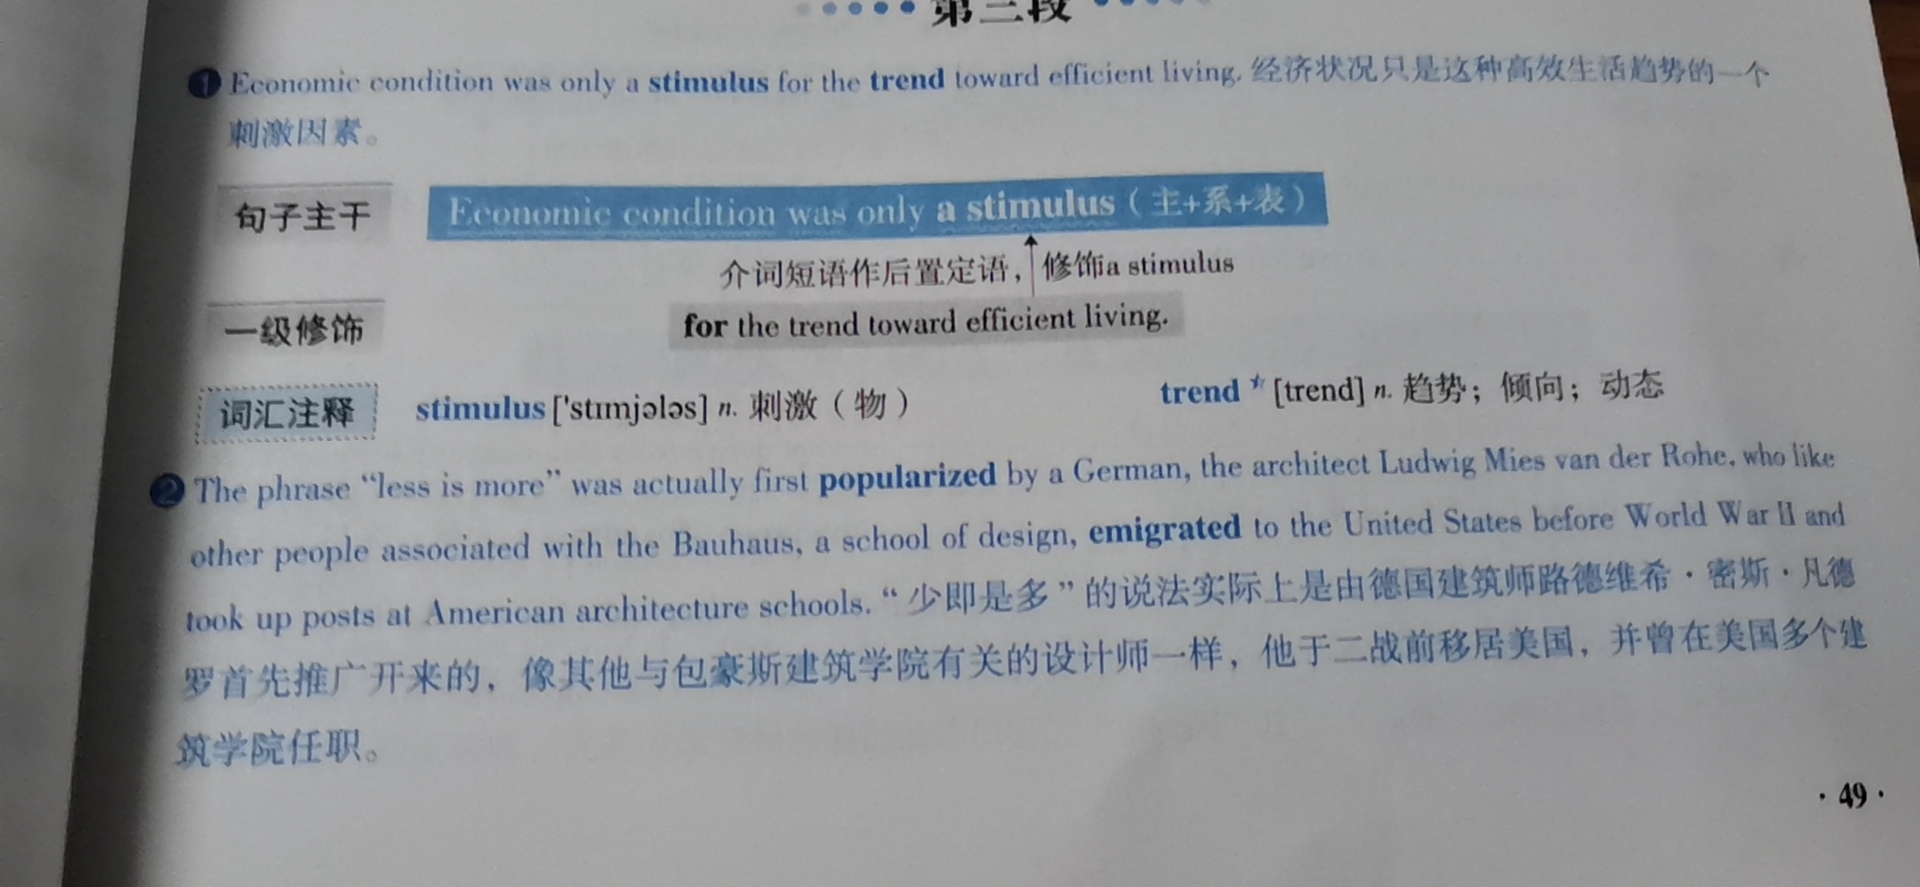 第三段
1 Economic condition was only a stimulus for the trend toward efficient living. 经济状况只是这种高效生活趋势的一个
刺激因素。
句子主干 Economic condition was only a stimulus（主+系+表）
介词短语作后置定语，修饰a stimulus
一级修饰 for the trend toward efficient living.
词汇注释 stimulus ['stɪmjələs] n. 刺激（物） trend * [trend] n. 趋势；倾向；动态
2 The phrase “less is more” was actually first popularized by a German, the architect Ludwig Mies van der Rohe, who like
other people associated with the Bauhaus, a school of design, emigrated to the United States before World War II and
took up posts at American architecture schools. “少即是多”的说法实际上是由德国建筑师路德维希·密斯·凡德
罗首先推广开来的，像其他与包豪斯建筑学院有关的设计师一样，他于二战前移居美国，并曾在美国多个建
筑学院任职。
· 49 ·